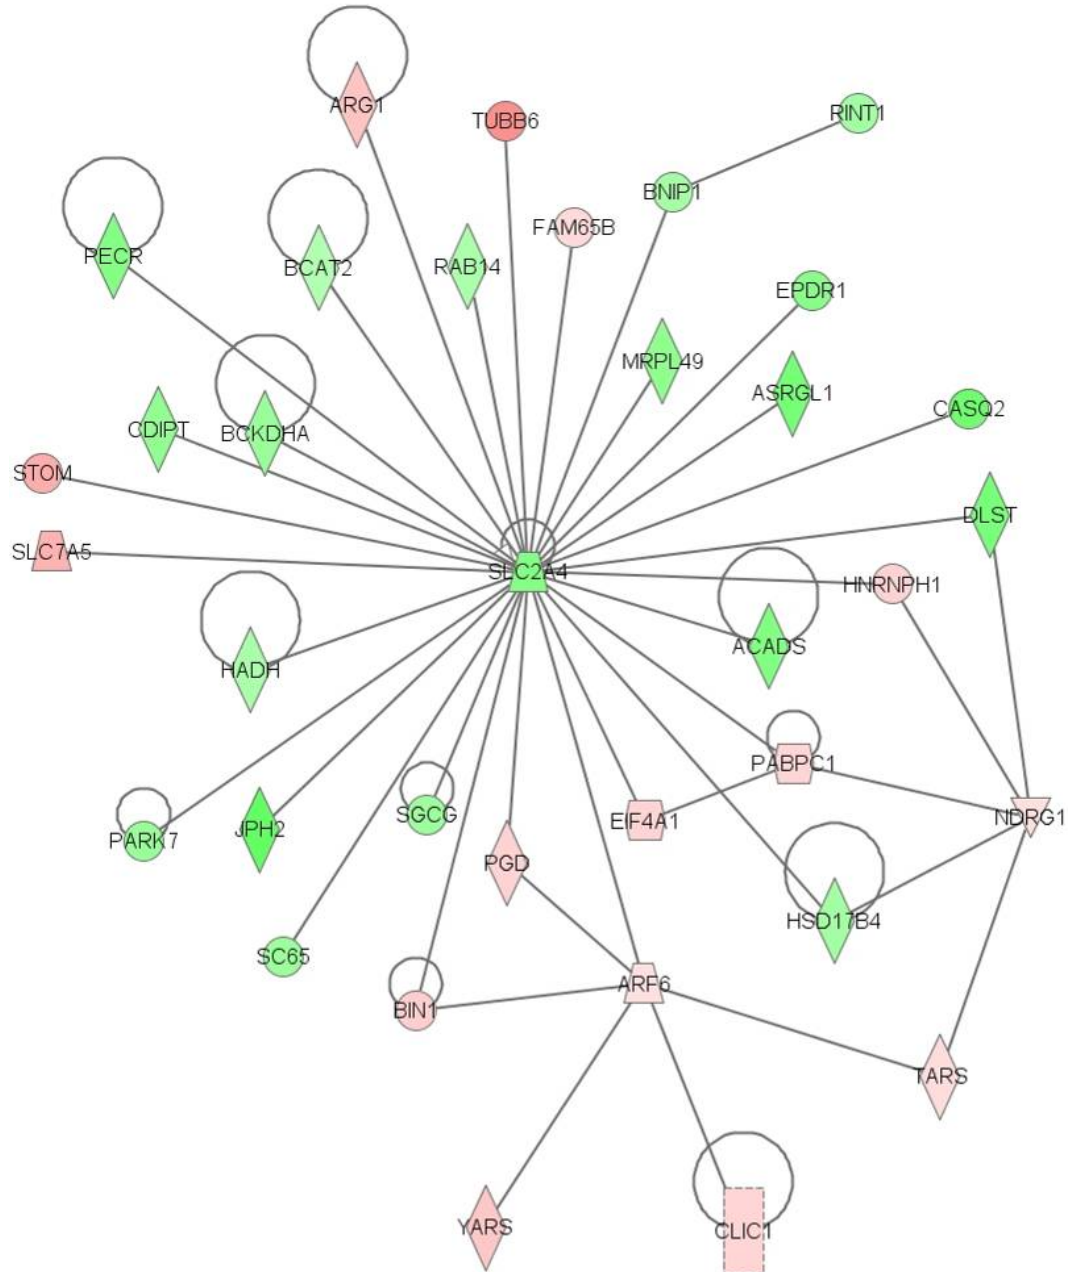 ARG1
TUBB6
RINT1
BNIP1
FAM65B
PECR
BCAT2
RAB14
EPDR1
MRPL49
ASRGL1
CASQ2
CDIPT
BCKDHA
STOM
DLST
SLC7A5
SLC2A4
HNRNPH1
ACADS
HADH
PABPC1
SGCG
EIF4A1
NDRG1
PARK7
JPH2
PGD
HSD17B4
SC65
ARF6
BIN1
TARS
YARS
CLIC1